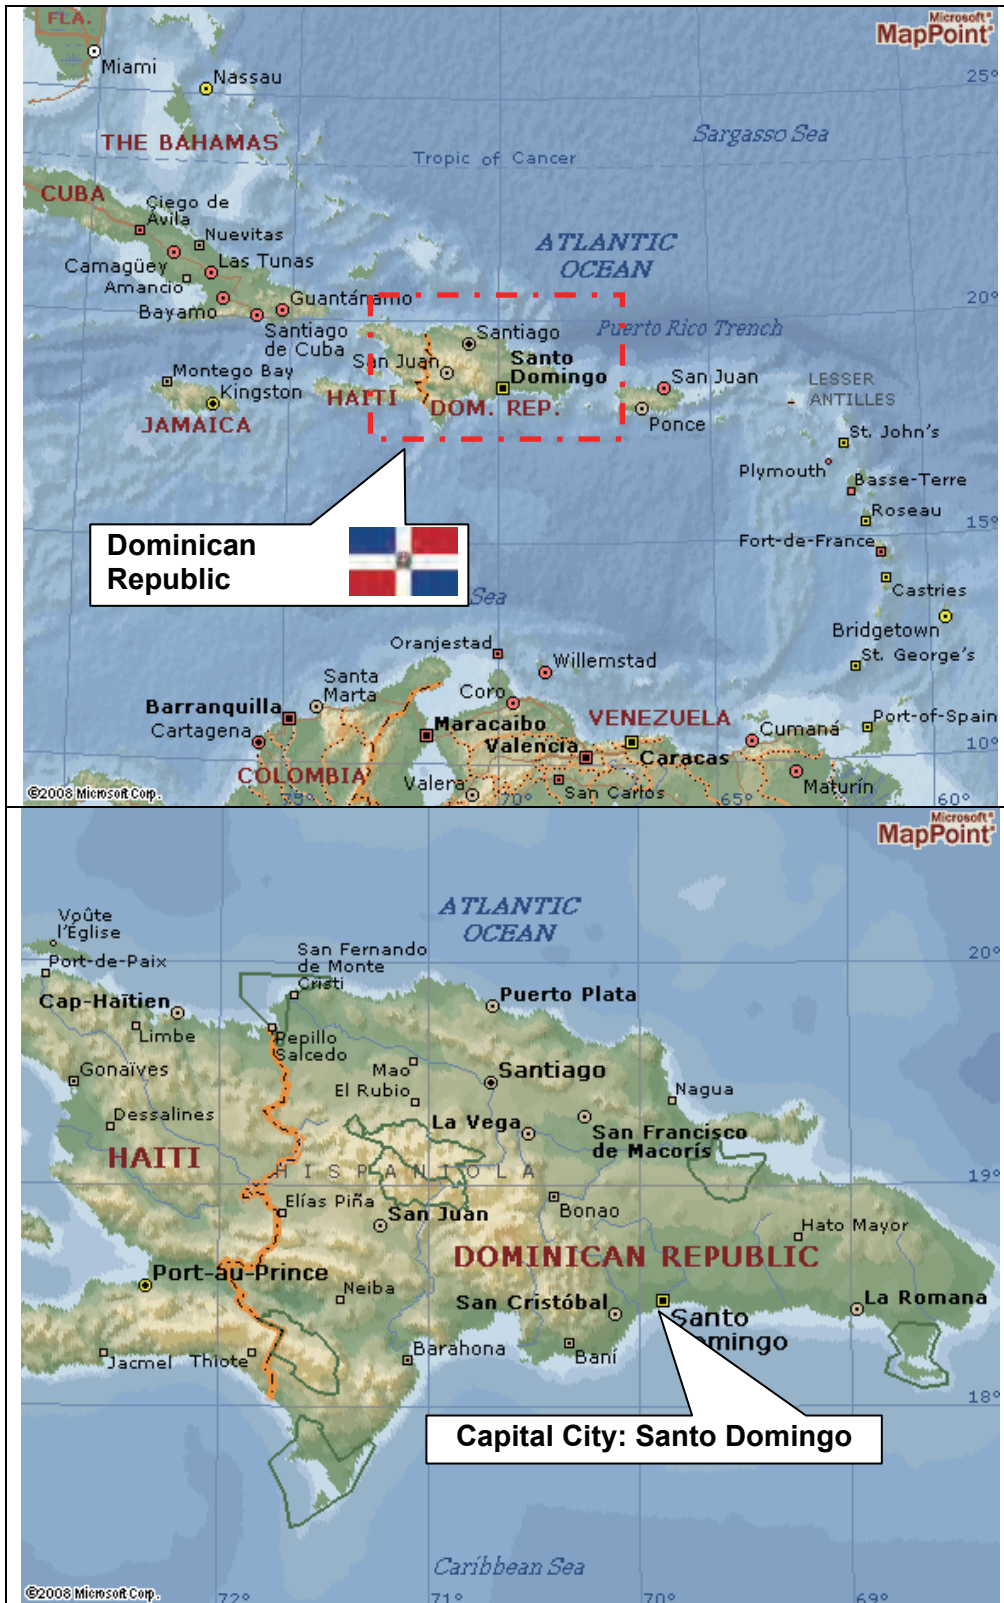 FLA.
Microsoft®
MapPoint®
Miami
Nassau
25°
THE BAHAMAS
Sargasso Sea
Tropic of Cancer
CUBA
Ciego de
Ávila
Nuevitas
ATLANTIC
OCEAN
Camagüey
Las Tunas
Amancio
Guantánamo
20°
Bayamo
Santiago
de Cuba
Santiago
Puerto Rico Trench
San Juan
Santo
Domingo
Montego Bay
Kingston
HAITI
DOM. REP.
San Juan
LESSER
ANTILLES
JAMAICA
Ponce
St. John's
Plymouth
Basse-Terre
Roseau
15°
Fort-de-France
Dominican
Republic
Sea
Castries
Bridgetown
Oranjestad
Willemstad
St. George's
Santa
Marta
Coro
Barranquilla
Cartagena
Maracaibo
VENEZUELA
Cumaná
Port-of-Spain
Valencia
Caracas
10°
COLOMBIA
Valera
San Carlos
Maturín
©2008 Microsoft Corp.
75°
70°
65°
60°
Microsoft®
MapPoint®
ATLANTIC
OCEAN
Voûte
l'Église
Port-de-Paix
San Fernando
de Monte
Cristi
20°
Cap-Haïtien
Puerto Plata
Limbe
Pepillo
Salcedo
Gonaïves
Mao
Santiago
El Rubio
Nagua
Dessalines
La Vega
San Francisco
de Macorís
HAITI
HISPANIOLA
19°
Elías Piña
San Juan
Bonao
Hato Mayor
DOMINICAN REPUBLIC
Port-au-Prince
Neiba
San Cristóbal
La Romana
Santo
omingo
Jacmel
Thiote
Barahona
Baní
18°
Capital City: Santo Domingo
Caribbean Sea
©2008 Microsoft Corp.
72°
71°
70°
69°